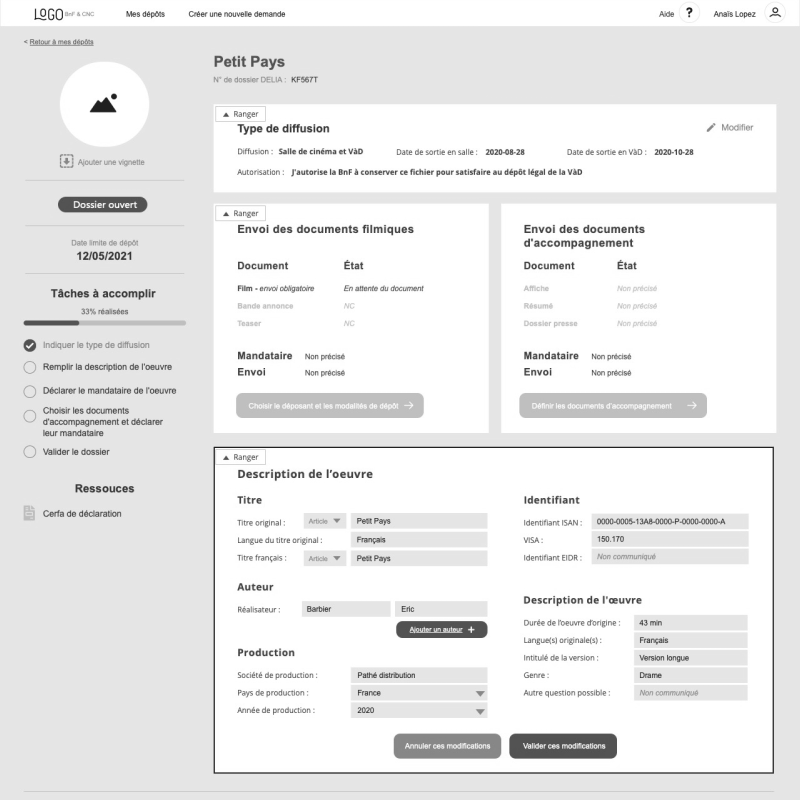 LOGO BnF & CNC Mes dépôts Créer une nouvelle demande Aide ? Anaïs Lopez
< Retour à mes dépôts
Ajouter une vignette
Dossier ouvert
Date limite de dépôt
12/05/2021
Tâches à accomplir
33% réalisées
Indiquer le type de diffusion
Remplir la description de l'oeuvre
Déclarer le mandataire de l'oeuvre
Choisir les documents
d'accompagnement et déclarer
leur mandataire
Valider le dossier
Ressouces
Cerfa de déclaration
Petit Pays
N° de dossier DELIA : KF567T
Ranger
Type de diffusion Modifier
Diffusion : Salle de cinéma et VàD Date de sortie en salle : 2020-08-28 Date de sortie en VàD : 2020-10-28
Autorisation : J'autorise la BnF à conserver ce fichier pour satisfaire au dépôt légal de la VàD
Ranger
Envoi des documents filmiques
Document État
Film - envoi obligatoire En attente du document
Bande annonce NC
Teaser NC
Mandataire Non précisé
Envoi Non précisé
Choisir le déposant et les modalités de dépôt
Envoi des documents
d'accompagnement
Document État
Affiche Non précisé
Résumé Non précisé
Dossier presse Non précisé
Mandataire Non précisé
Envoi Non précisé
Définir les documents d'accompagnement
Ranger
Description de l'oeuvre
Titre
Titre original : Article Petit Pays
Langue du titre original : Français
Titre français : Article Petit Pays
Auteur
Réalisateur : Barbier Eric
Ajouter un auteur +
Production
Société de production : Pathé distribution
Pays de production : France
Année de production : 2020
Identifiant
Identifiant ISAN : 0000-0005-13A8-0000-P-0000-0000-A
VISA : 150.170
Identifiant EIDR : Non communiqué
Description de l'œuvre
Durée de l'oeuvre d'origine : 43 min
Langue(s) originale(s) : Français
Intitulé de la version : Version longue
Genre : Drame
Autre question possible : Non communiqué
Annuler ces modifications Valider ces modifications